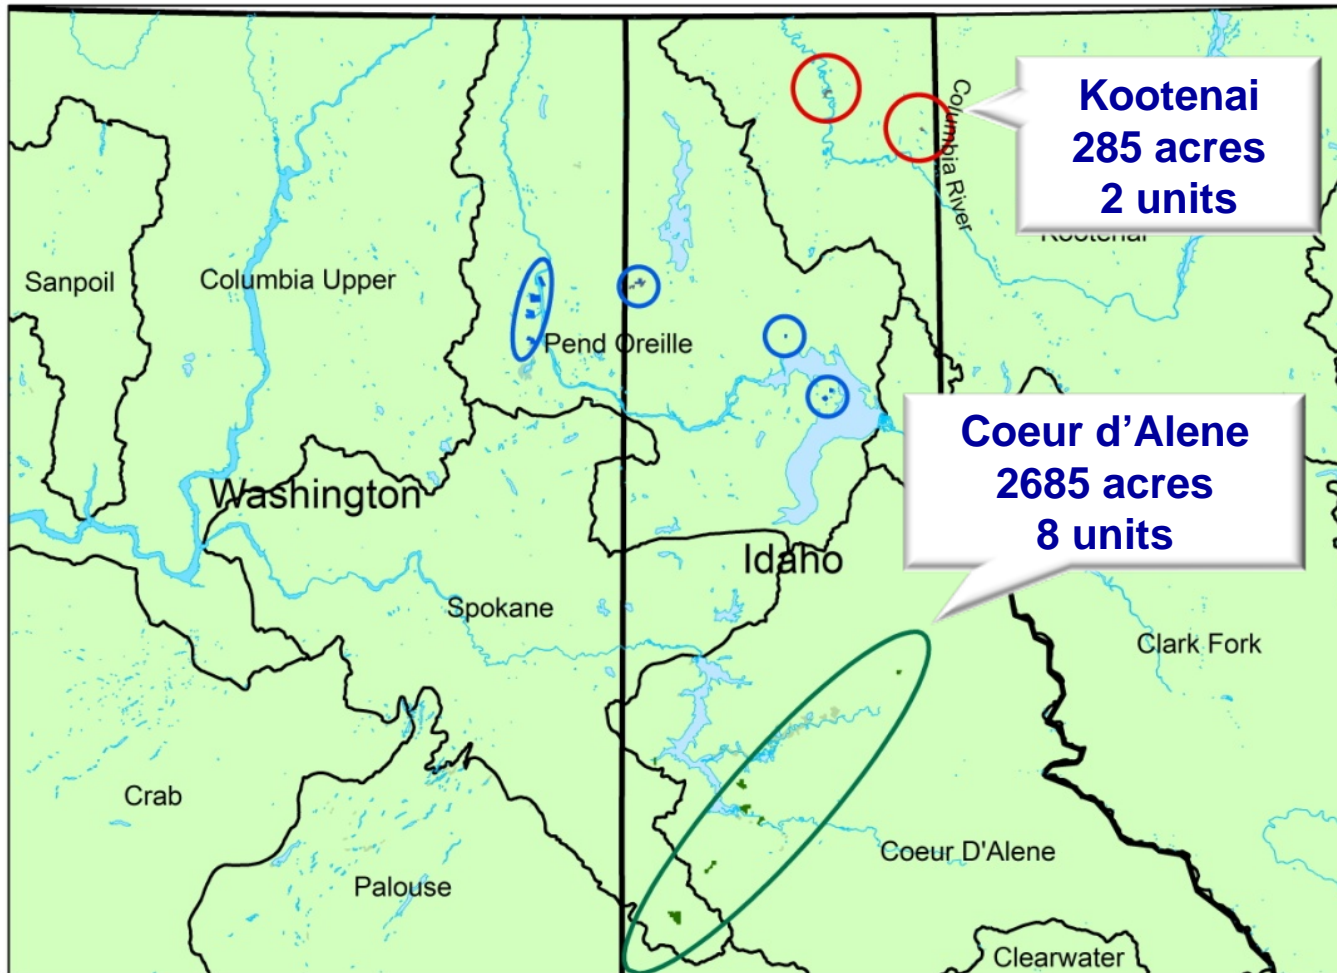 Kootenai
285 acres
2 units
Columbia River
Kootenai
Sanpoil
Columbia Upper
Pend Oreille
Coeur d’Alene
2685 acres
8 units
Washington
Idaho
Spokane
Clark Fork
Crab
Coeur D'Alene
Palouse
Clearwater